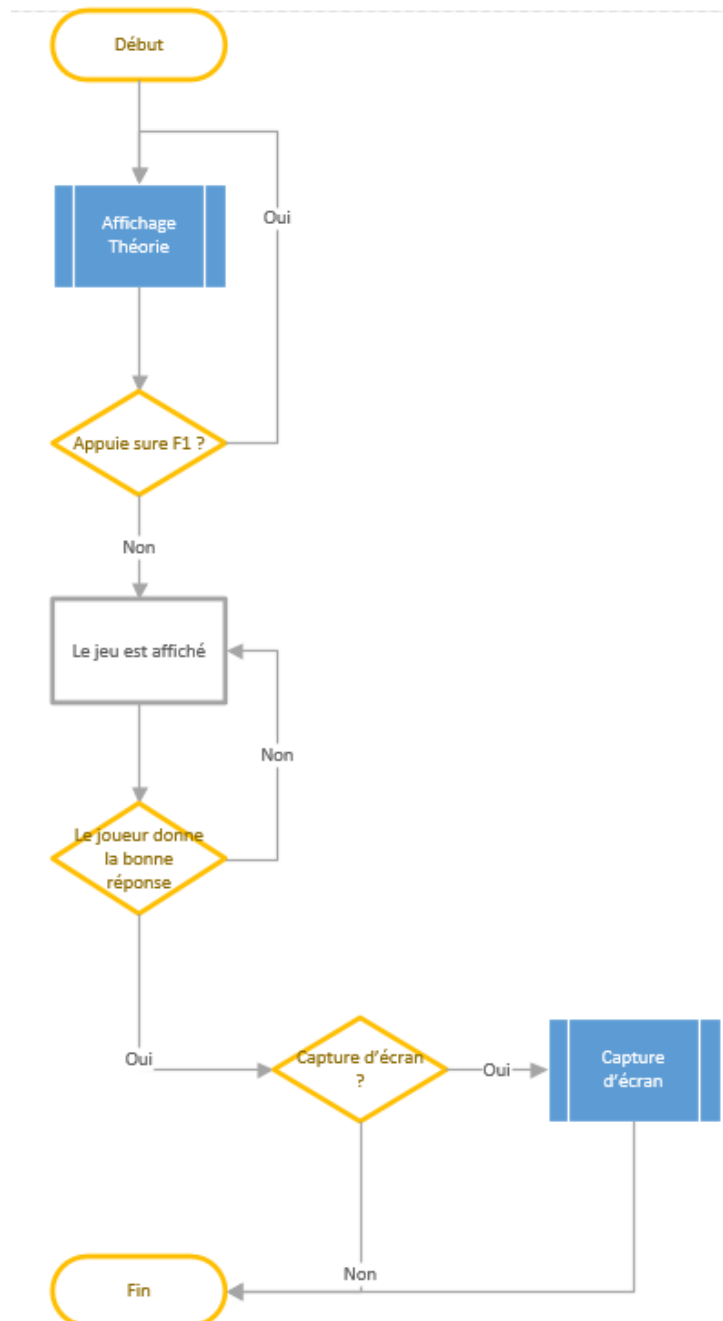 Début
Affichage
Théorie
Oui
Appuie sure F1 ?
Non
Le jeu est affiché
Non
Le joueur donne
la bonne
réponse
Oui
Capture d'écran
?
Oui
Capture
d'écran
Non
Fin